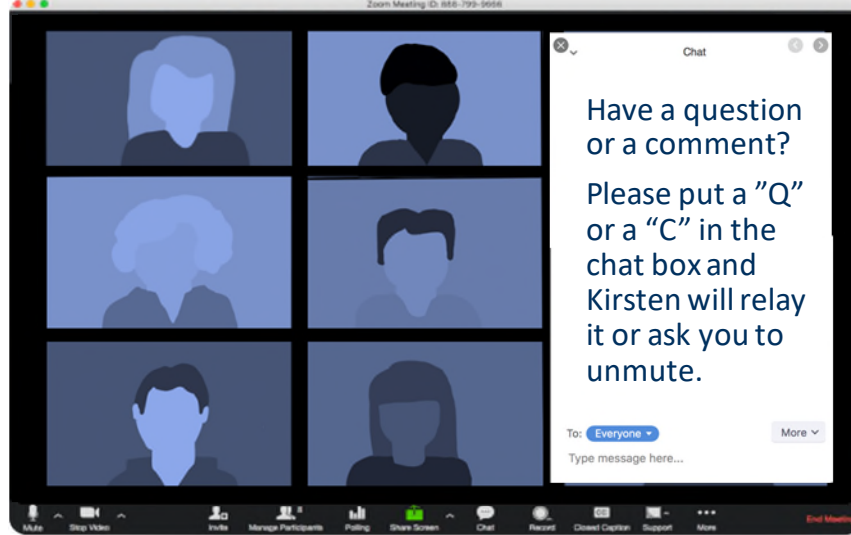 Zoom Meeting ID: 888-799-9666
Chat
Have a question
or a comment?
Please put a ”Q”
or a “C” in the
chat box and
Kirsten will relay
it or ask you to
unmute.
To: Everyone
More
Type message here...
Mute
Stop Video
Invite
Manage Participants
Polling
Share Screen
Chat
Record
Closed Caption
Support
More
End Meeting